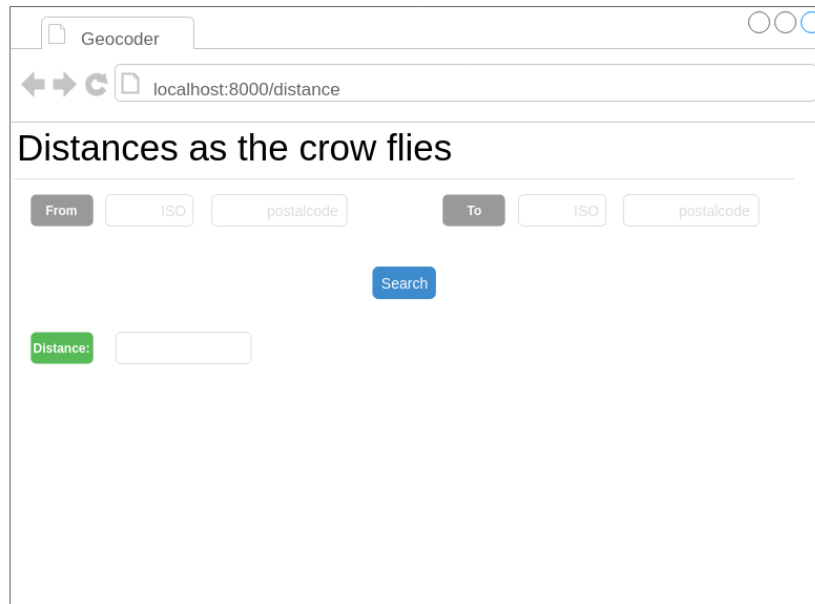 Geocoder
localhost:8000/distance
Distances as the crow flies
From ISO postalcode To ISO postalcode
Search
Distance: